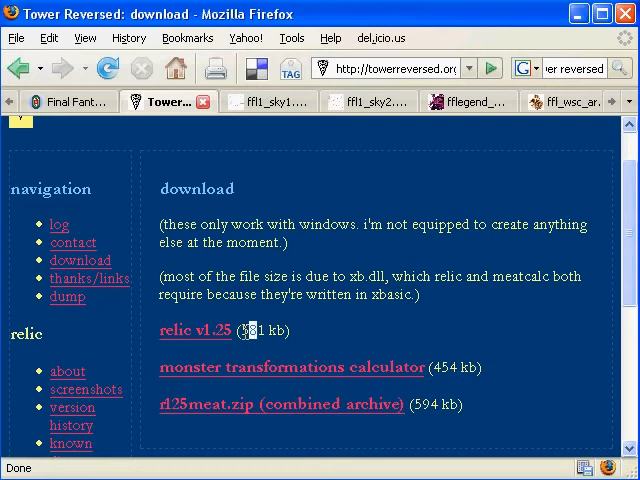 Tower Reversed: download - Mozilla Firefox
File Edit View History Bookmarks Yahoo! Tools Help del.icio.us
TAG http://towerreversed.org G er reversed
Final Fant... Tower... ffl1_sky1.... ffl1_sky2.... fflegend_... ffl_wsc_ar.
navigation
log
contact
download
thanks/links
dump
relic
about
screenshots
version
history
known
download
(these only work with windows. i'm not equipped to create anything
else at the moment.)
(most of the file size is due to xb.dll, which relic and meatcalc both
require because they're written in xbasic.)
relic v1.25 (581 kb)
monster transformations calculator (454 kb)
r125meat.zip (combined archive) (594 kb)
Done